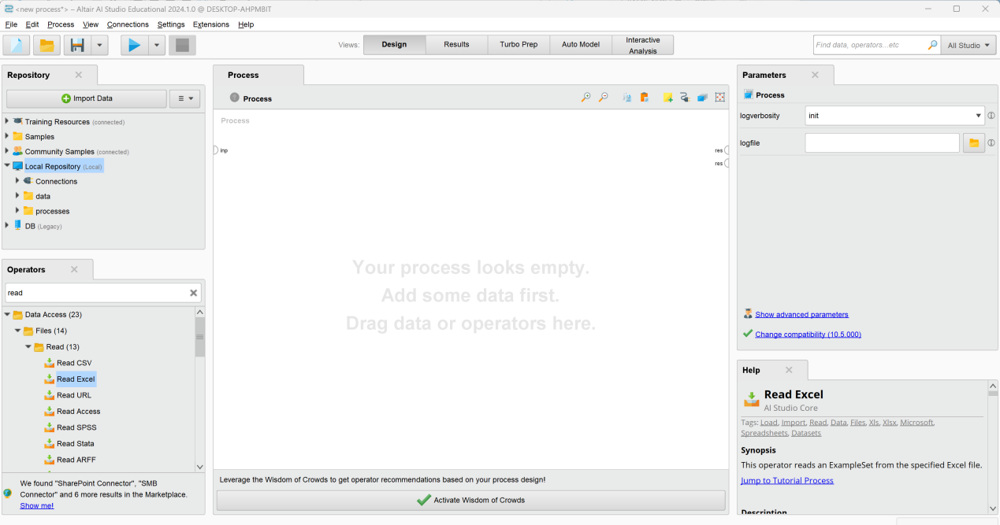 <new process*> – Altair AI Studio Educational 2024.1.0 @ DESKTOP-AHPMBIT
File Edit Process View Connections Settings Extensions Help
Views: Design Results Turbo Prep Auto Model Interactive Analysis
Find data, operators...etc
All Studio
Repository
Import Data
Training Resources (connected)
Samples
Community Samples (connected)
Local Repository (Local)
Connections
data
processes
DB (Legacy)
Operators
read
Data Access (23)
Files (14)
Read (13)
Read CSV
Read Excel
Read URL
Read Access
Read SPSS
Read Stata
Read ARFF
We found "SharePoint Connector", "SMB
Connector" and 6 more results in the Marketplace.
Show me!
Process
Process
Process
inp
res
res
Your process looks empty.
Add some data first.
Drag data or operators here.
Leverage the Wisdom of Crowds to get operator recommendations based on your process design!
Activate Wisdom of Crowds
Parameters
Process
logverbosity
init
logfile
Show advanced parameters
Change compatibility (10.5.000)
Help
Read Excel
AI Studio Core
Tags: Load, Import, Read, Data, Files, Xls, Xlsx, Microsoft,
Spreadsheets, Datasets
Synopsis
This operator reads an ExampleSet from the specified Excel file.
Jump to Tutorial Process
Description